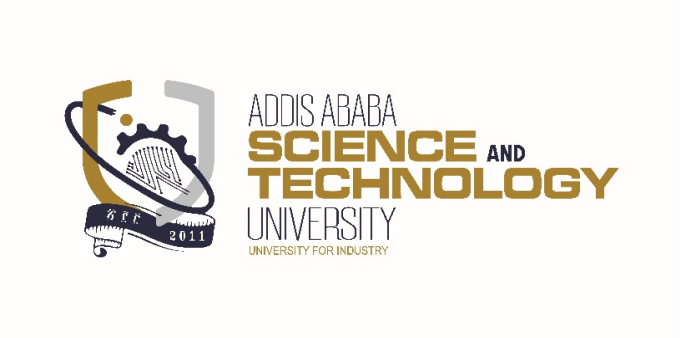 ADDIS ABABA
SCIENCE AND
TECHNOLOGY
UNIVERSITY
UNIVERSITY FOR INDUSTRY
2011